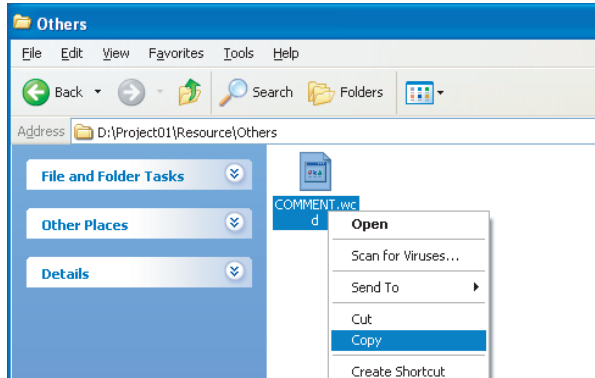 Others
File Edit View Favorites Tools Help
Back Search Folders
Address D:\Project01\Resource\Others
File and Folder Tasks
Other Places
Details
COMMENT.wc
d
Open
Scan for Viruses...
Send To
Cut
Copy
Create Shortcut